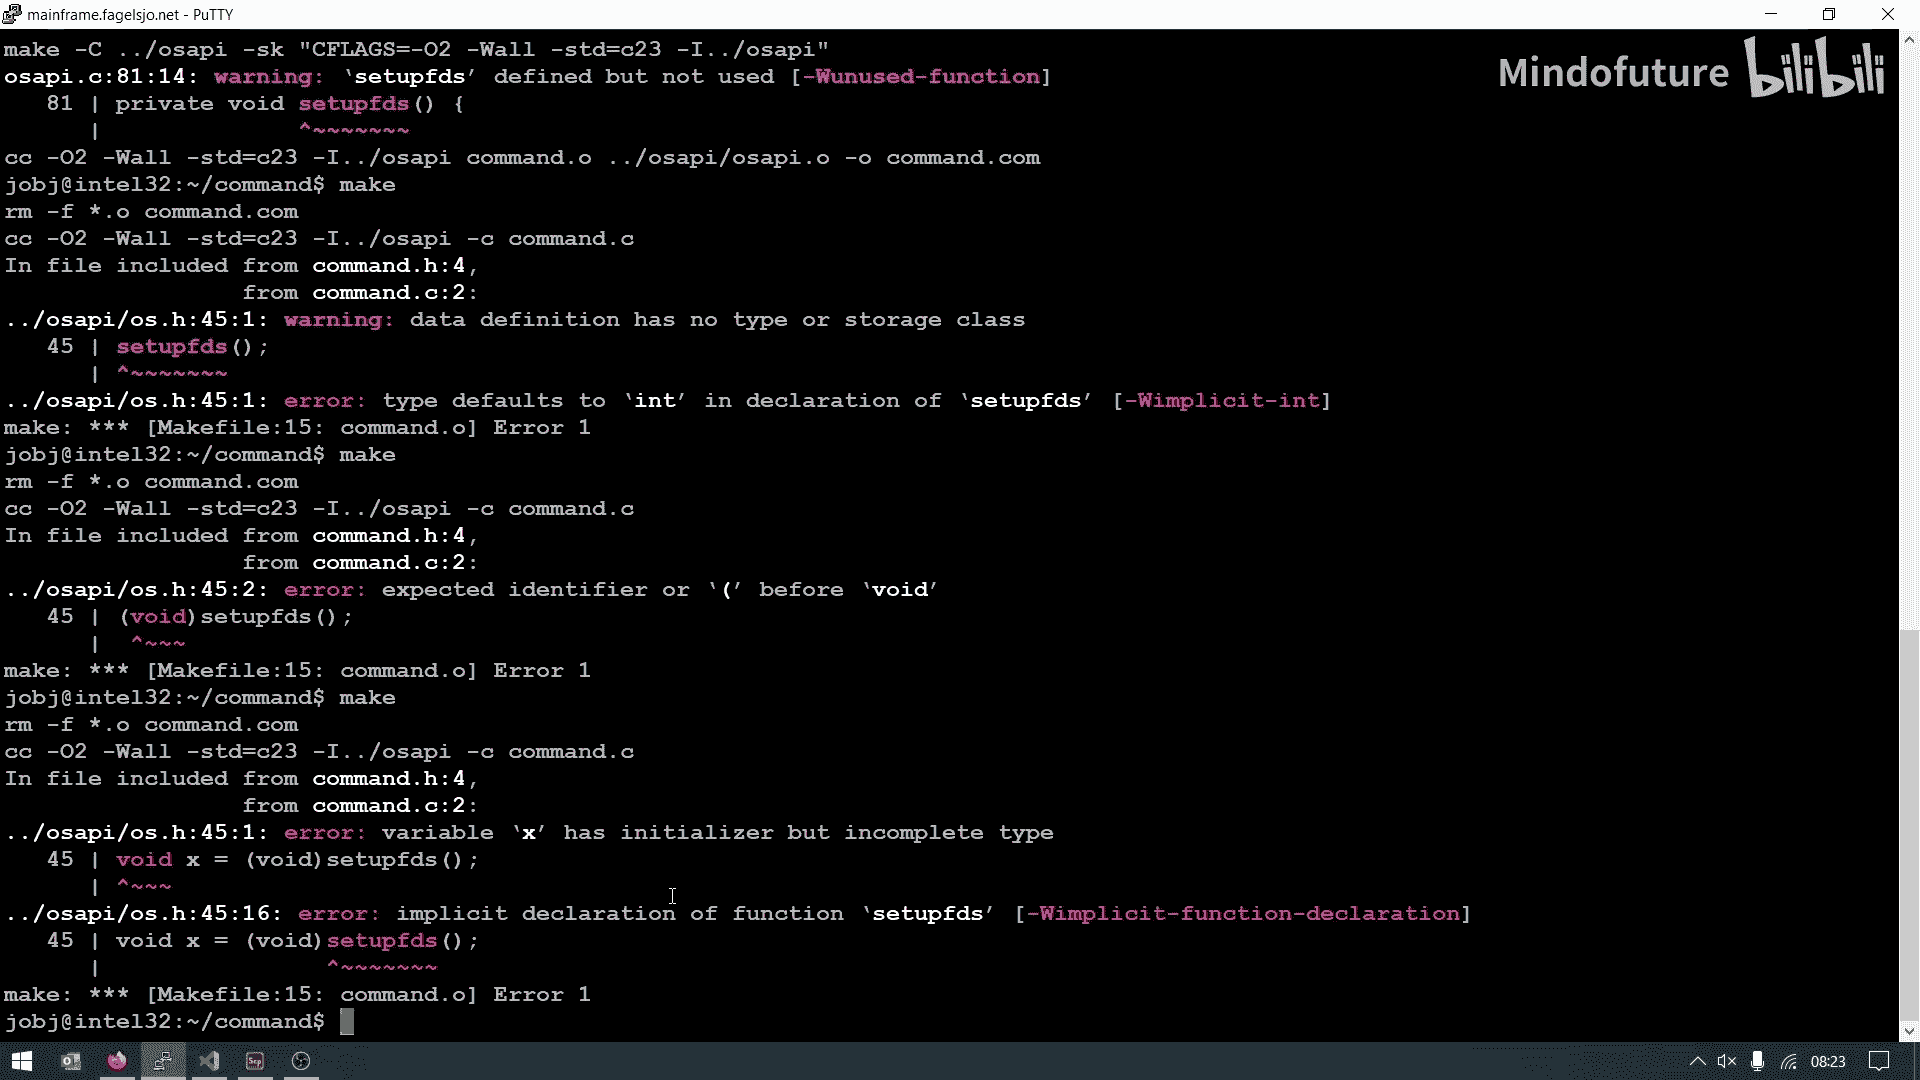 mainframe.fagelsjo.net - PuTTY
make -C ../osapi -sk "CFLAGS=-O2 -Wall -std=c23 -I../osapi"
osapi.c:81:14: warning: ‘setupfds’ defined but not used [-Wunused-function]
   81 | private void setupfds() {
      |              ^~~~~~~~
cc -O2 -Wall -std=c23 -I../osapi command.o ../osapi/osapi.o -o command.com
jobj@intel32:~/command$ make
rm -f *.o command.com
cc -O2 -Wall -std=c23 -I../osapi -c command.c
In file included from command.h:4,
                 from command.c:2:
../osapi/os.h:45:1: warning: data definition has no type or storage class
   45 | setupfds();
      | ^~~~~~~~
../osapi/os.h:45:1: error: type defaults to ‘int’ in declaration of ‘setupfds’ [-Wimplicit-int]
make: *** [Makefile:15: command.o] Error 1
jobj@intel32:~/command$ make
rm -f *.o command.com
cc -O2 -Wall -std=c23 -I../osapi -c command.c
In file included from command.h:4,
                 from command.c:2:
../osapi/os.h:45:2: error: expected identifier or ‘(’ before ‘void’
   45 | (void)setupfds();
      |  ^~~~
make: *** [Makefile:15: command.o] Error 1
jobj@intel32:~/command$ make
rm -f *.o command.com
cc -O2 -Wall -std=c23 -I../osapi -c command.c
In file included from command.h:4,
                 from command.c:2:
../osapi/os.h:45:1: error: variable ‘x’ has initializer but incomplete type
   45 | void x = (void)setupfds();
      | ^~~~
../osapi/os.h:45:16: error: implicit declaration of function ‘setupfds’ [-Wimplicit-function-declaration]
   45 | void x = (void)setupfds();
      |                ^~~~~~~~
make: *** [Makefile:15: command.o] Error 1
jobj@intel32:~/command$
Mindofuture bilibili
08:23